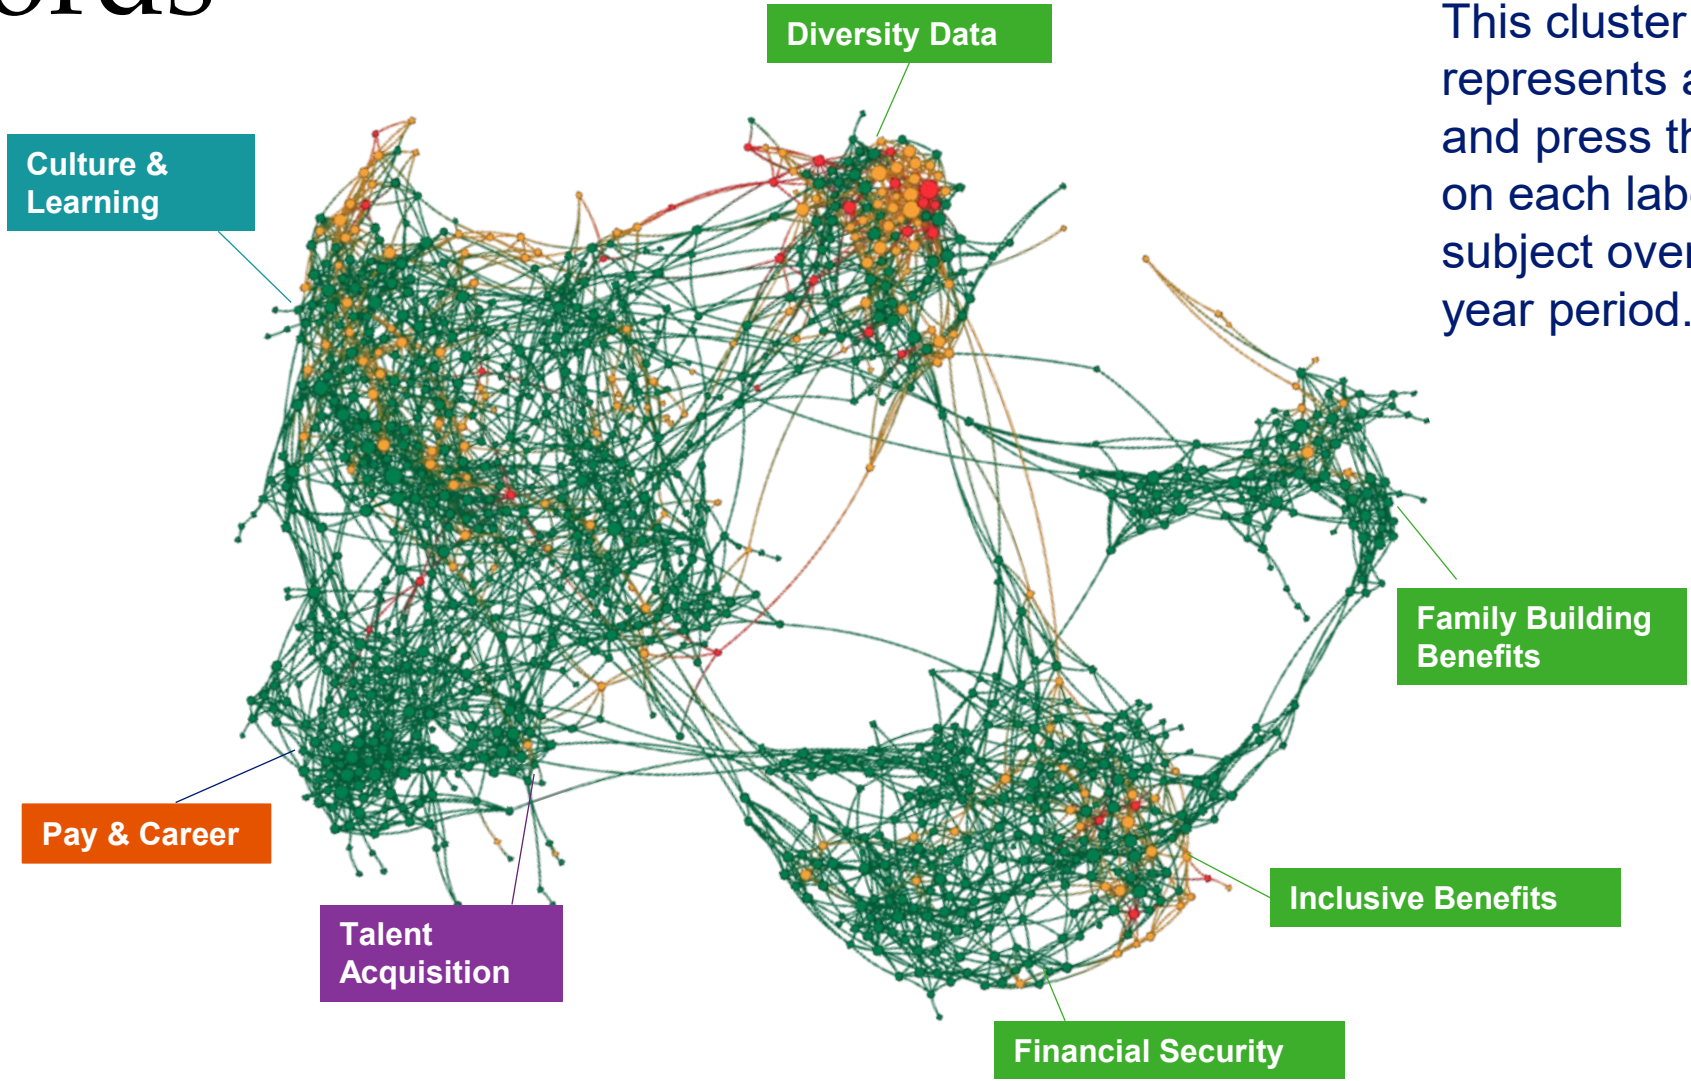 Diversity Data
This cluster
represents
and press
on each
subject over
year period.
Culture &
Learning
Family Building
Benefits
Pay & Career
Inclusive Benefits
Talent
Acquisition
Financial Security